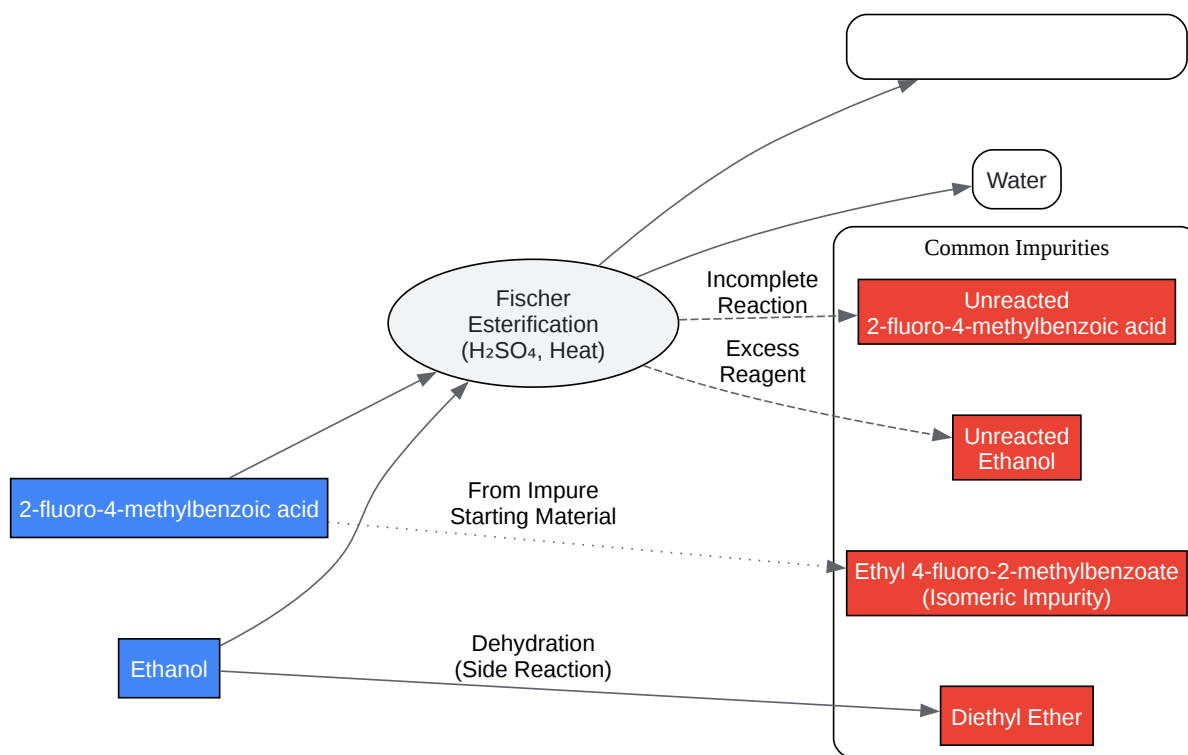 Water
Common Impurities
Fischer
Esterification
(H₂SO₄, Heat)
Incomplete
Reaction
Unreacted
2-fluoro-4-methylbenzoic acid
Excess
Reagent
Unreacted
Ethanol
2-fluoro-4-methylbenzoic acid
From Impure
Starting Material
Ethyl 4-fluoro-2-methylbenzoate
(Isomeric Impurity)
Ethanol
Dehydration
(Side Reaction)
Diethyl Ether